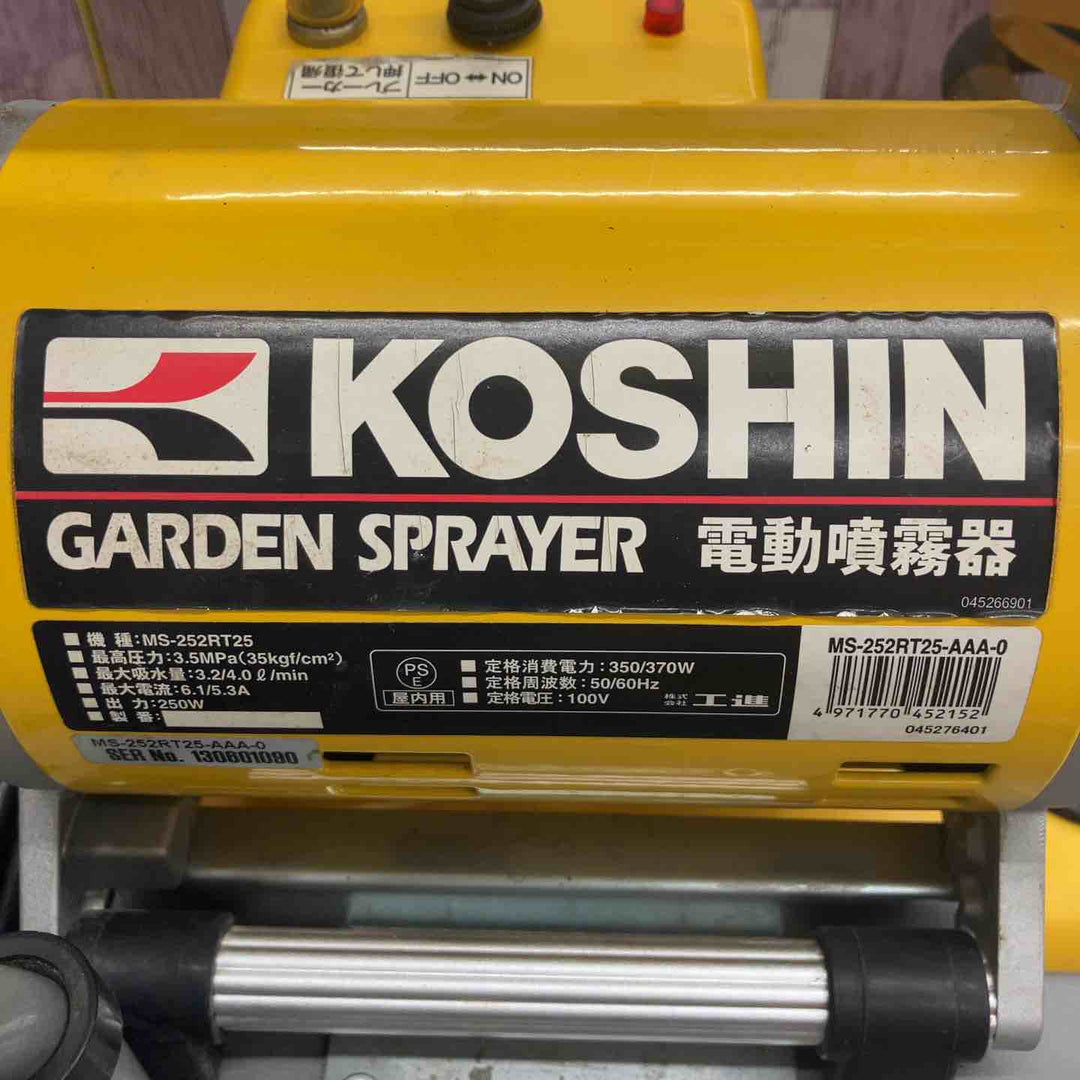 ブレーカー
押して復帰
ON ⇔ OFF
KOSHIN
GARDEN SPRAYER 電動噴霧器
045266901
■ 機 種:MS-252RT25
■ 最高圧力:3.5MPa(35kgf/cm²)
■ 最大吸水量:3.2/4.0ℓ/min
■ 最大電流:6.1/5.3A
■ 出 力:250W
■ 製 番:
PS
E
屋内用
■ 定格消費電力:350/370W
■ 定格周波数:50/60Hz
■ 定格電圧:100V
株式会社 工進
MS-252RT25-AAA-0
4 971770 452152
045276401
MS-252RT25-AAA-0
SER No. 130601090